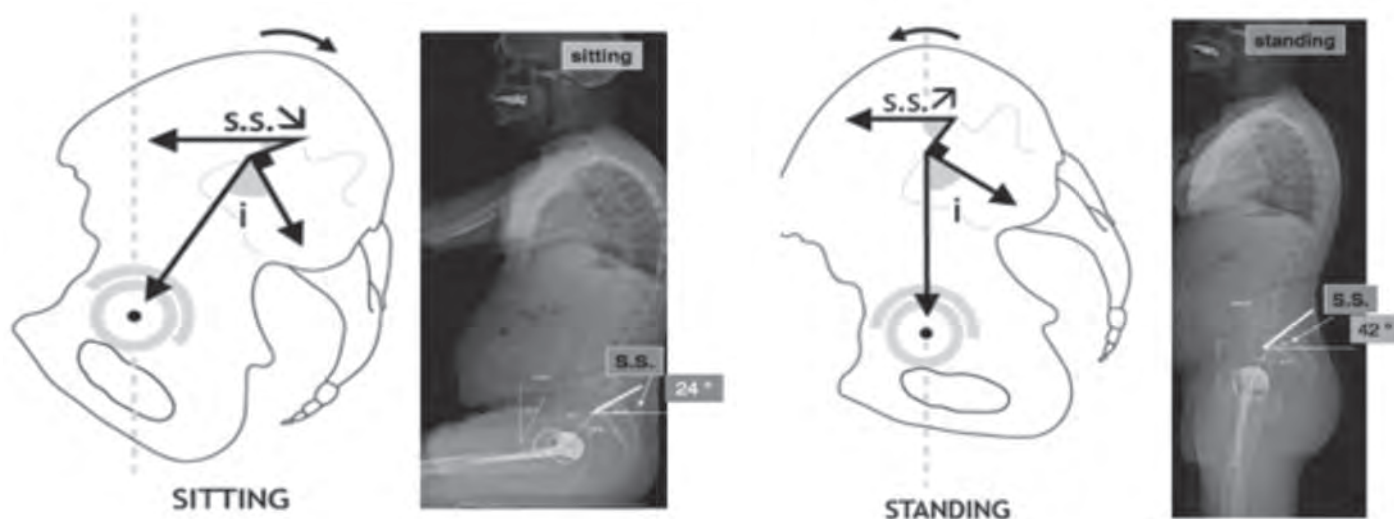 S.S.↘
i
SITTING
sitting
S.S.
24 °
S.S.↗
i
STANDING
standing
S.S.
42 °